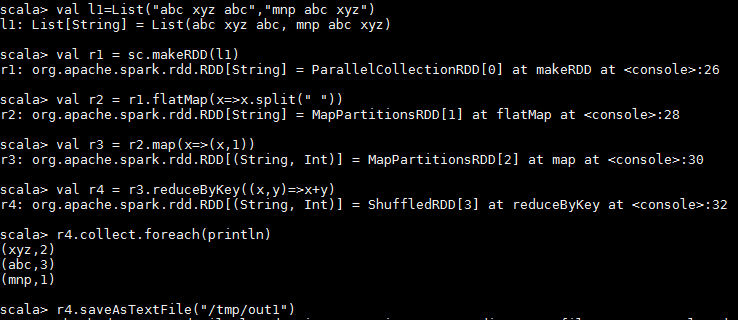 scala> val l1=List("abc xyz abc","mnp abc xyz")
l1: List[String] = List(abc xyz abc, mnp abc xyz)
scala> val r1 = sc.makeRDD(l1)
r1: org.apache.spark.rdd.RDD[String] = ParallelCollectionRDD[0] at makeRDD at <console>:26
scala> val r2 = r1.flatMap(x=>x.split(" "))
r2: org.apache.spark.rdd.RDD[String] = MapPartitionsRDD[1] at flatMap at <console>:28
scala> val r3 = r2.map(x=>(x,1))
r3: org.apache.spark.rdd.RDD[(String, Int)] = MapPartitionsRDD[2] at map at <console>:30
scala> val r4 = r3.reduceByKey((x,y)=>x+y)
r4: org.apache.spark.rdd.RDD[(String, Int)] = ShuffledRDD[3] at reduceByKey at <console>:32
scala> r4.collect.foreach(println)
(xyz,2)
(abc,3)
(mnp,1)
scala> r4.saveAsTextFile("/tmp/out1")